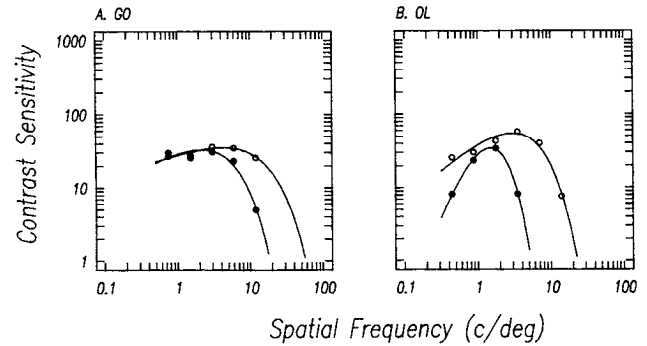 A. GO
B. OL
Contrast Sensitivity
1000
100
10
1
0.1 1 10 100
0.1 1 10 100
Spatial Frequency (c/deg)